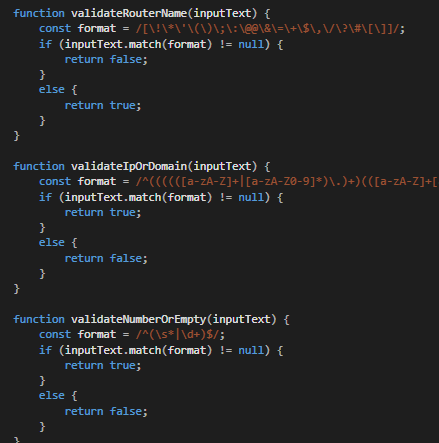 function validateRouterName(inputText) {
const format = /[\!\*\'\(\)\;\:\@@\&\=\+\$\,\/\?\#\[\]]/;
if (inputText.match(format) != null) {
return false;
}
else {
return true;
}
}
function validateIpOrDomain(inputText) {
const format = /^(((((([a-zA-Z]+|[a-zA-Z0-9]*)\.)+)(([a-zA-Z]+[
if (inputText.match(format) != null) {
return true;
}
else {
return false;
}
}
function validateNumberOrEmpty(inputText) {
const format = /^(\s*|\d+)$/;
if (inputText.match(format) != null) {
return true;
}
else {
return false;
}
}